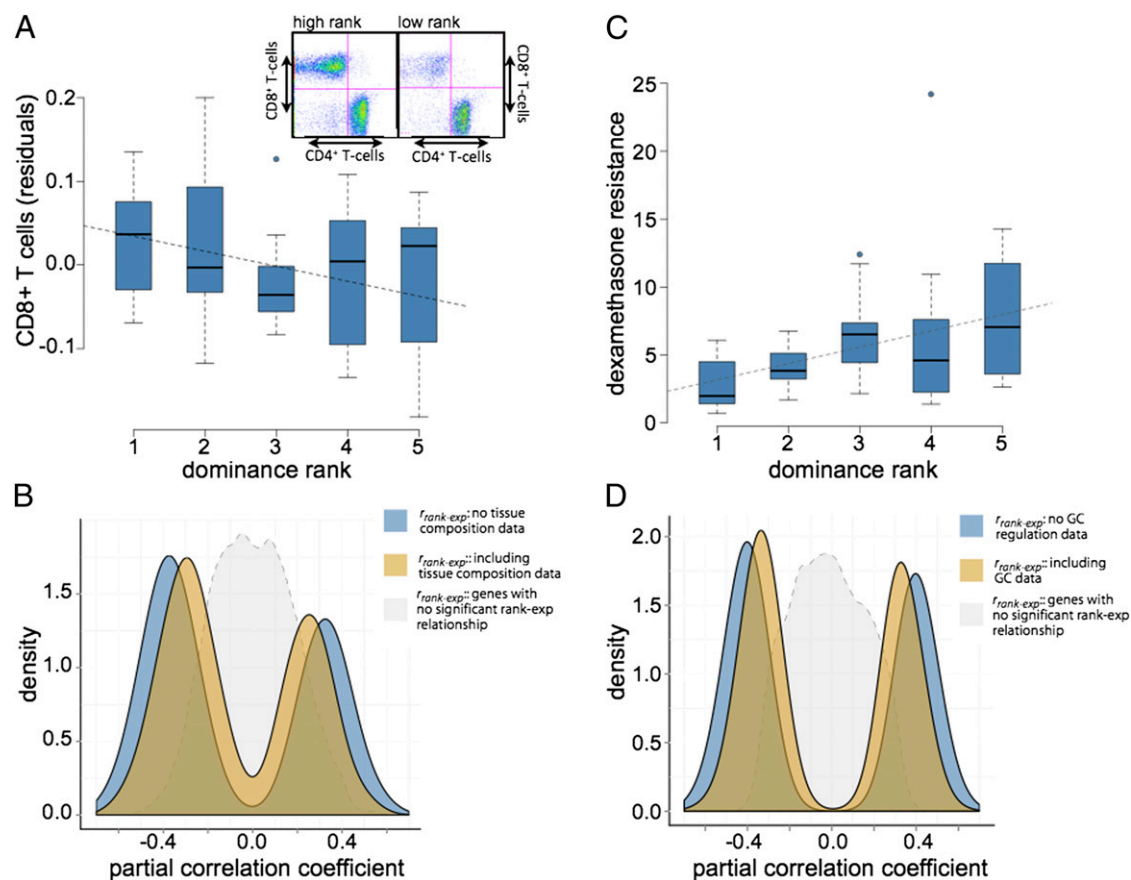 A
high rank
low rank
CD8+ T-cells
CD8+ T-cells
CD4+ T-cells
CD4+ T-cells
CD8+ T cells (residuals)
0.2
0.1
0.0
-0.1
1
2
3
4
5
dominance rank
C
dexamethasone resistance
25
20
15
10
5
0
1
2
3
4
5
dominance rank
B
rrank-exp: no tissue
composition data
rrank-exp:: including
tissue composition data
rrank-exp:: genes with
no significant rank-exp
relationship
density
1.5
1.0
0.5
0.0
-0.4
0.0
0.4
partial correlation coefficient
D
rrank-exp: no GC
regulation data
rrank-exp:: including
GC data
rrank-exp:: genes with
no significant rank-exp
relationship
density
2.0
1.5
1.0
0.5
0.0
-0.4
0.0
0.4
partial correlation coefficient